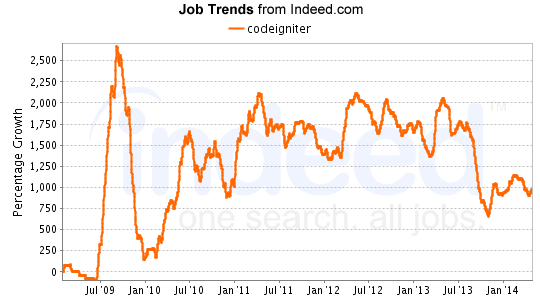 Job Trends from Indeed.com
codeigniter
Percentage Growth
2,500
2,250
2,000
1,750
1,500
1,250
1,000
750
500
250
0
indeed™
one search. all jobs.
Jul'09 Jan'10 Jul'10 Jan'11 Jul'11 Jan'12 Jul'12 Jan'13 Jul'13 Jan'14